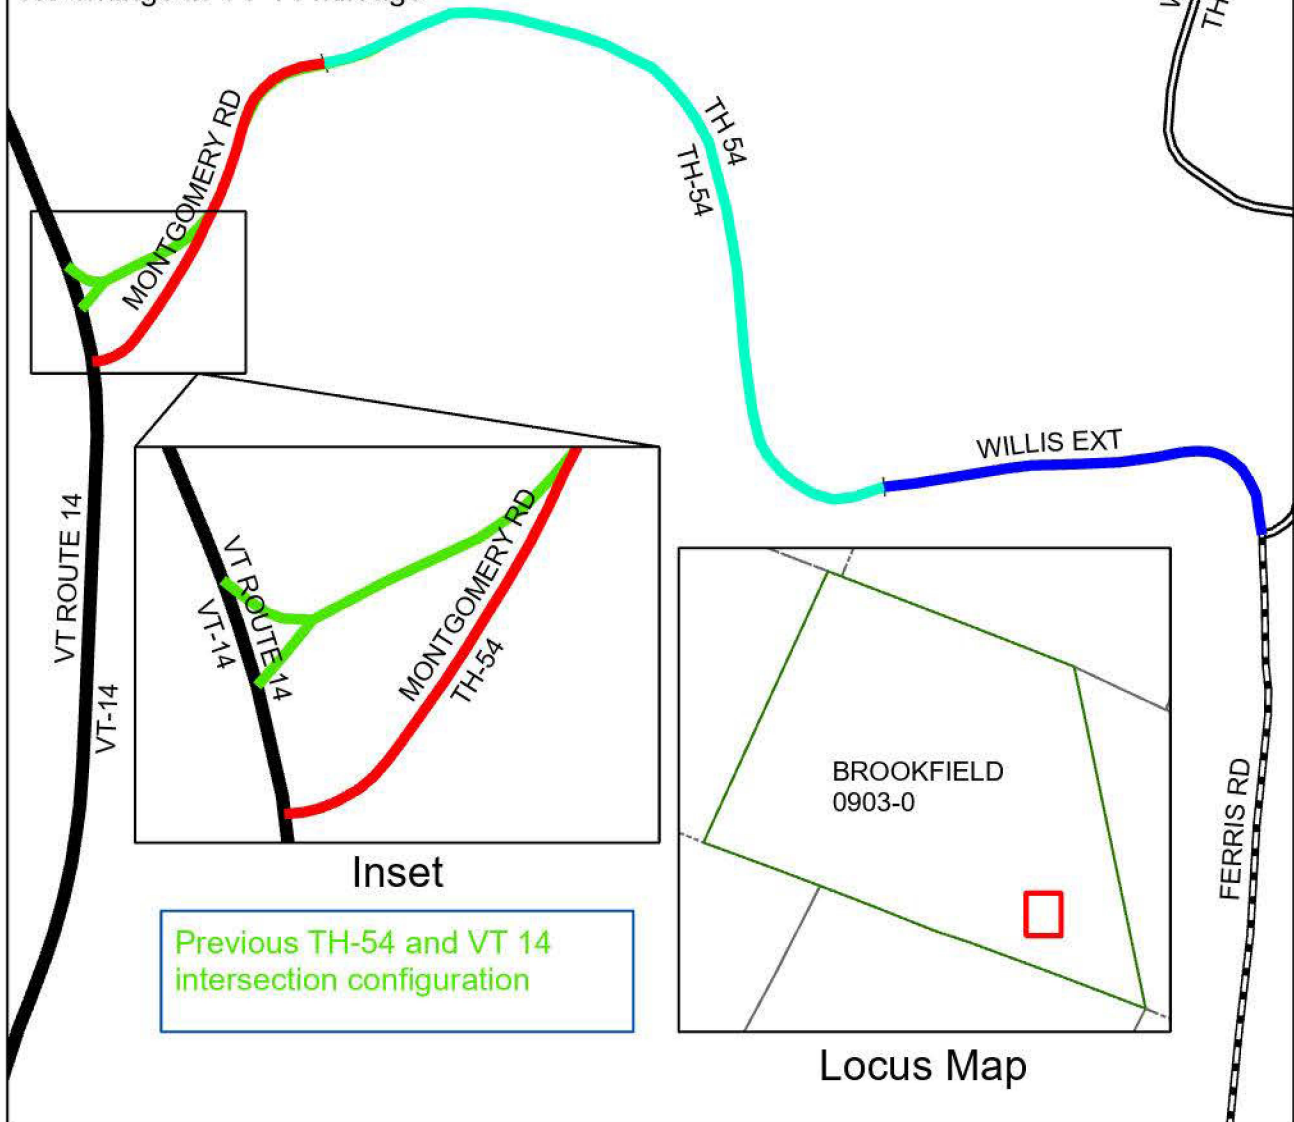 TH
MONTGOMERY RD
TH 54
TH-54
WILLIS EXT
VT ROUTE 14
VT-14
VT ROUTE 14
VT-14
MONTGOMERY RD
TH-54
BROOKFIELD
0903-0
FERRIS RD
Inset
Previous TH-54 and VT 14
intersection configuration
Locus Map